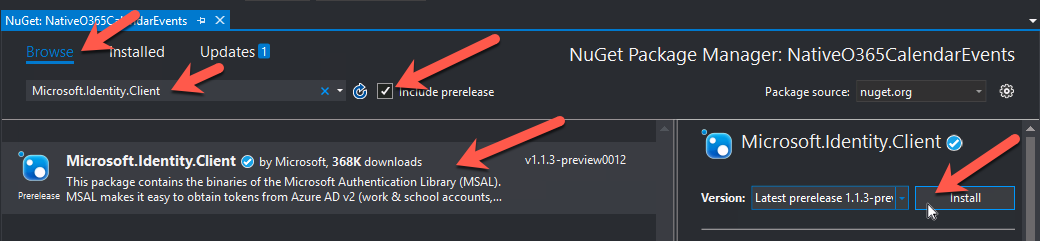 NuGet: NativeO365CalendarEvents
Browse Installed Updates 1
NuGet Package Manager: NativeO365CalendarEvents
Microsoft.Identity.Client
Include prerelease
Package source: nuget.org
Microsoft.Identity.Client by Microsoft, 368K downloads
v1.1.3-preview0012
Prerelease
This package contains the binaries of the Microsoft Authentication Library (MSAL).
MSAL makes it easy to obtain tokens from Azure AD v2 (work & school accounts,...
Microsoft.Identity.Client
Version: Latest prerelease 1.1.3-prev
Install